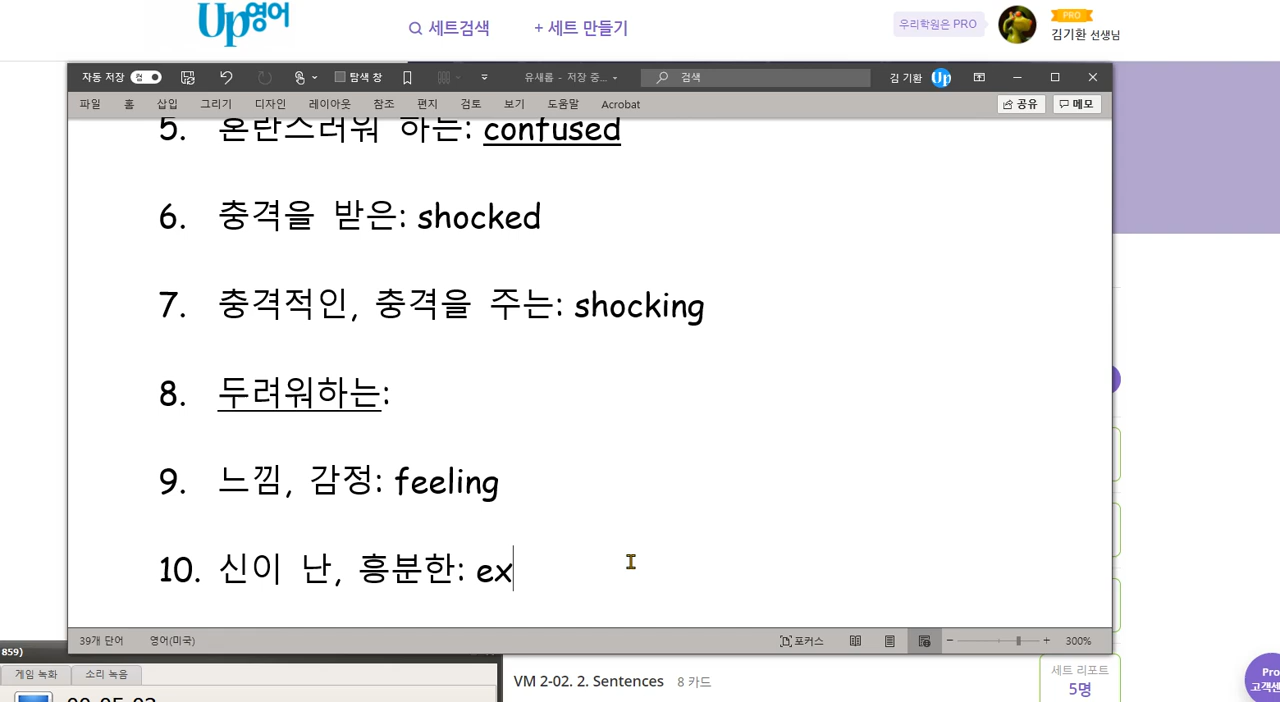 Up영어
세트검색
+ 세트 만들기
우리학원은 PRO
PRO
김기환 선생님
자동 저장
컴
탐색 창
유새롬 - 저장 중...
검색
김 기환
Up
파일 홈 삽입 그리기 디자인 레이아웃 참조 편지 검토 보기 도움말 Acrobat
공유
메모
5. 혼란스러워 하는: confused
6. 충격을 받은: shocked
7. 충격적인, 충격을 주는: shocking
8. 두려워하는:
9. 느낌, 감정: feeling
10. 신이 난, 흥분한: ex
39개 단어
영어(미국)
포커스
300%
859)
게임 녹화
소리 녹음
VM 2-02. 2. Sentences 8 카드
세트 리포트
5명
Pro
고객센